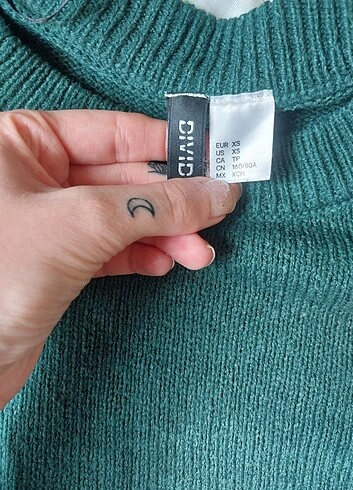 DIVID
EUR XS
US XS
CA TP
CN 160/80A
MX XCH